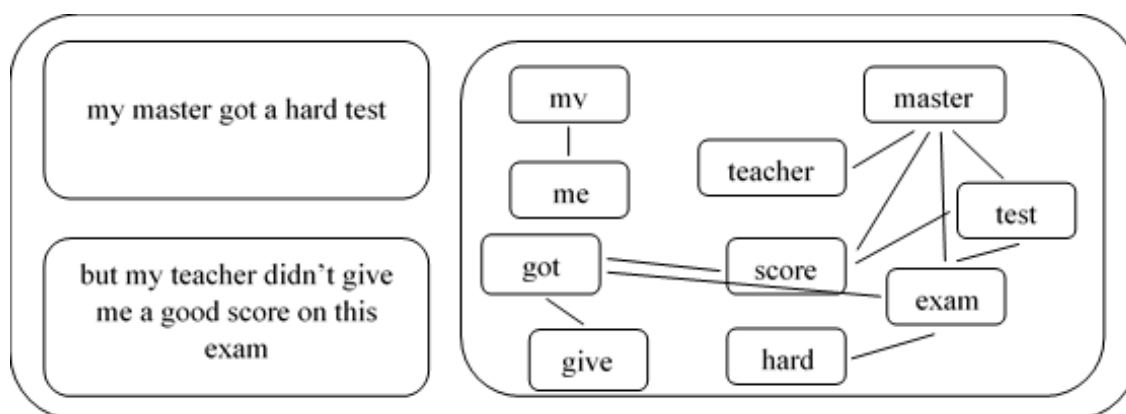 my master got a hard test
but my teacher didn't give
me a good score on this
exam
mv
me
got
give
master
teacher
test
score
exam
hard